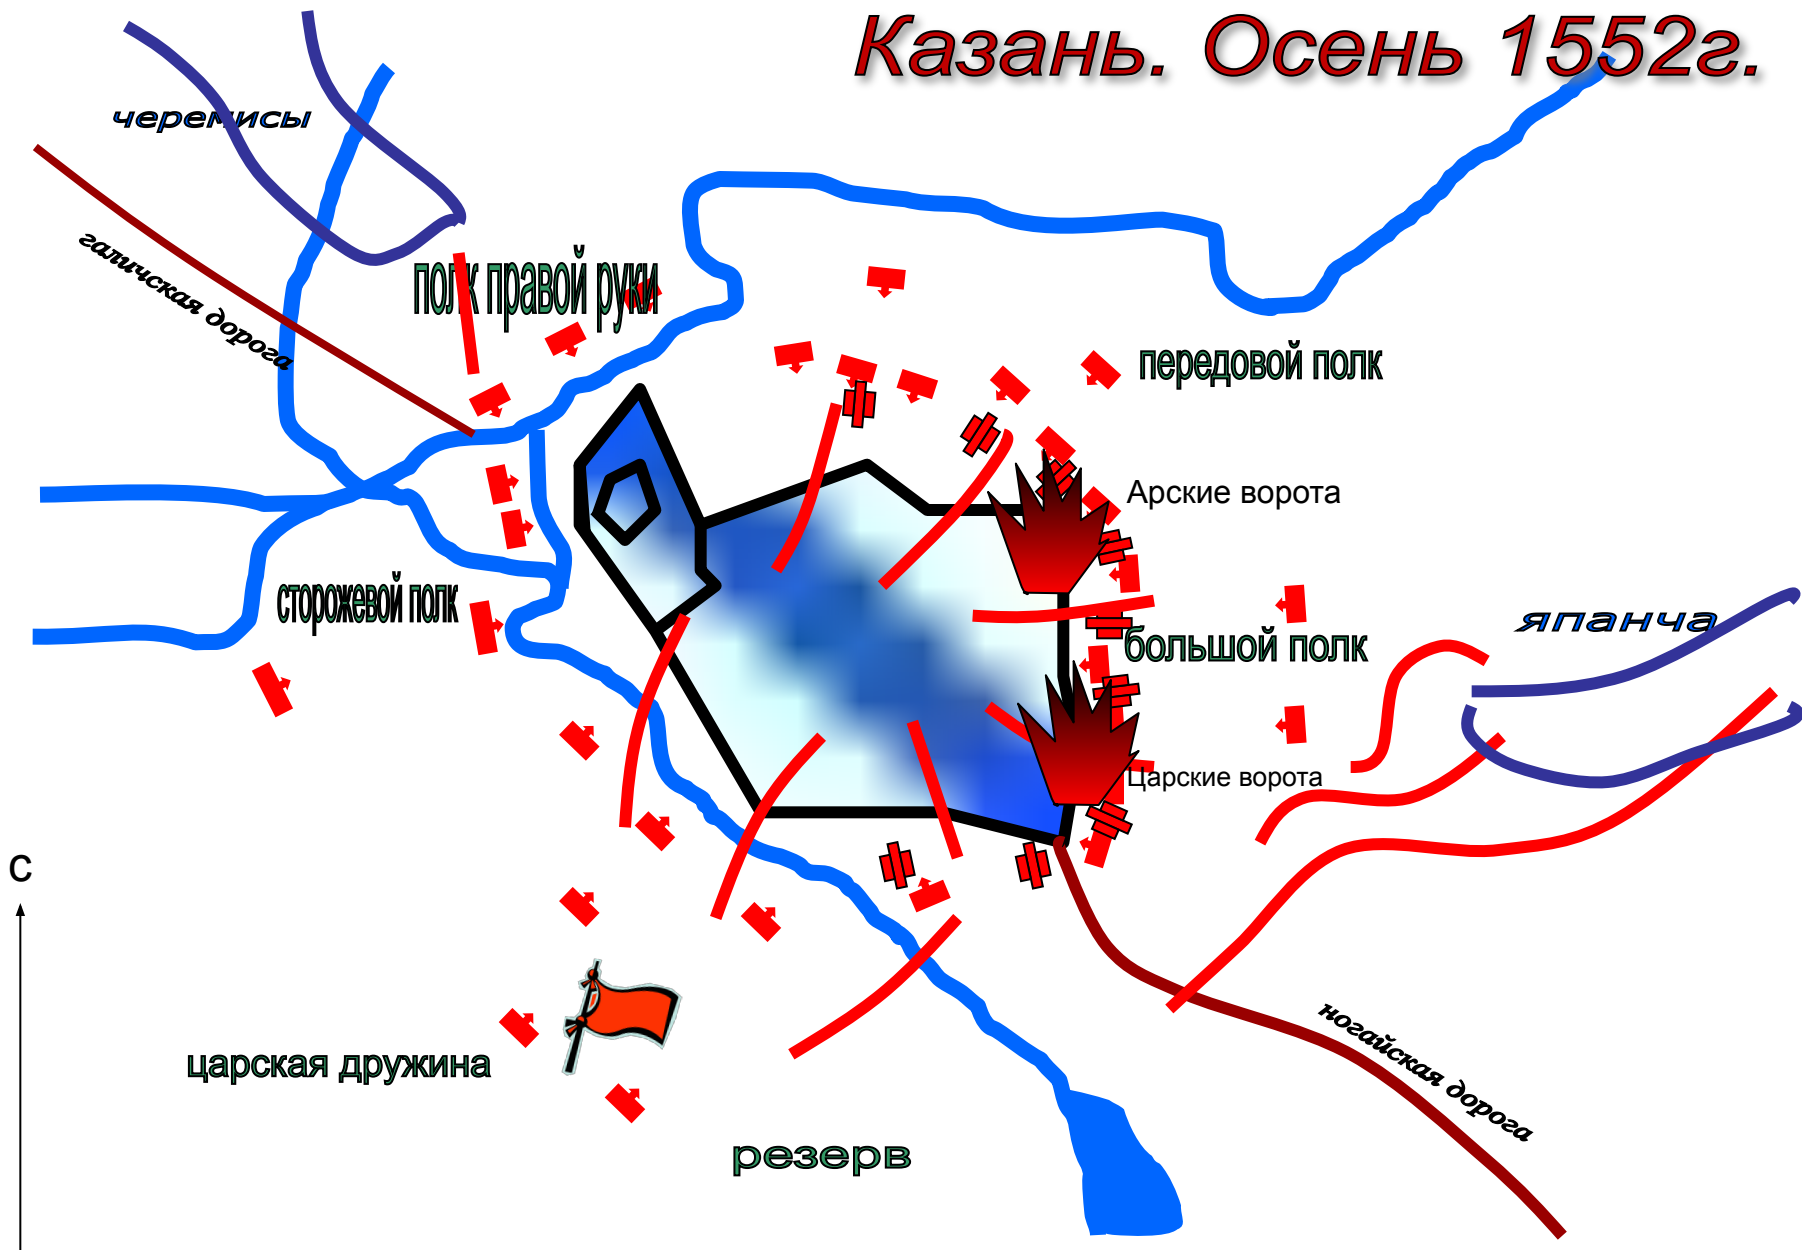 Казань. Осень 1552г.
черемисы
галичская дорога
полк правой руки
передовой полк
Арские ворота
сторожевой полк
япанча
большой полк
Царские ворота
С
ногайская дорога
царская дружина
резерв